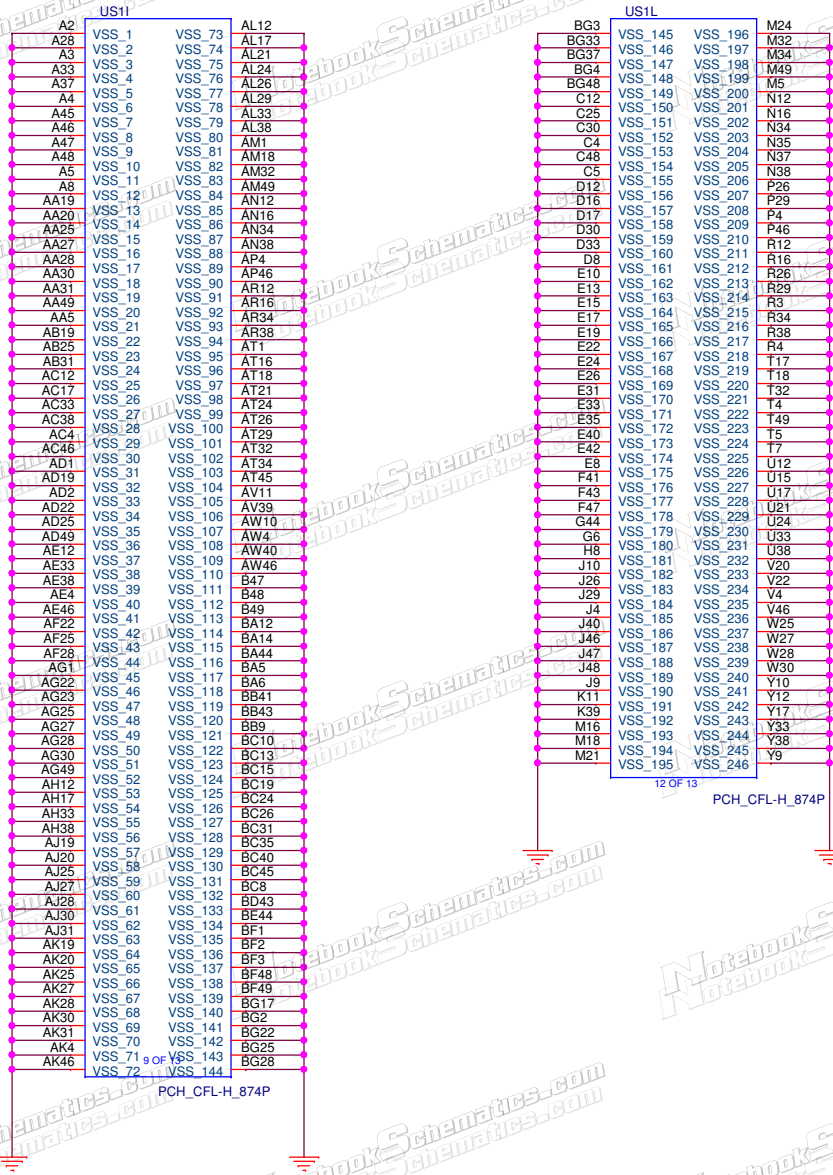 US1I
A2 VSS_1 VSS_73 AL12
A28 VSS_2 VSS_74 AL17
A3 VSS_3 VSS_75 AL21
A33 VSS_4 VSS_76 AL24
A37 VSS_5 VSS_77 AL26
A4 VSS_6 VSS_78 AL29
A45 VSS_7 VSS_79 AL33
A46 VSS_8 VSS_80 AL38
A47 VSS_9 VSS_81 AM1
A48 VSS_10 VSS_82 AM18
A5 VSS_11 VSS_83 AM32
A8 VSS_12 VSS_84 AM49
AA19 VSS_13 VSS_85 AN12
AA20 VSS_14 VSS_86 AN16
AA25 VSS_15 VSS_87 AN34
AA27 VSS_16 VSS_88 AN38
AA28 VSS_17 VSS_89 AP4
AA30 VSS_18 VSS_90 AP46
AA31 VSS_19 VSS_91 AR12
AA49 VSS_20 VSS_92 AR16
AA5 VSS_21 VSS_93 AR34
AB19 VSS_22 VSS_94 AR38
AB25 VSS_23 VSS_95 AT1
AB31 VSS_24 VSS_96 AT16
AC12 VSS_25 VSS_97 AT18
AC17 VSS_26 VSS_98 AT21
AC33 VSS_27 VSS_99 AT24
AC38 VSS_28 VSS_100 AT26
AC4 VSS_29 VSS_101 AT29
AC46 VSS_30 VSS_102 AT32
AD1 VSS_31 VSS_103 AT34
AD19 VSS_32 VSS_104 AT45
AD2 VSS_33 VSS_105 AV11
AD22 VSS_34 VSS_106 AV39
AD25 VSS_35 VSS_107 AW10
AD49 VSS_36 VSS_108 AW4
AE12 VSS_37 VSS_109 AW40
AE33 VSS_38 VSS_110 AW46
AE38 VSS_39 VSS_111 B47
AE4 VSS_40 VSS_112 B48
AE46 VSS_41 VSS_113 B49
AF22 VSS_42 VSS_114 BA12
AF25 VSS_43 VSS_115 BA14
AF28 VSS_44 VSS_116 BA44
AG1 VSS_45 VSS_117 BA5
AG22 VSS_46 VSS_118 BA6
AG23 VSS_47 VSS_119 BB41
AG25 VSS_48 VSS_120 BB43
AG27 VSS_49 VSS_121 BB9
AG28 VSS_50 VSS_122 BC10
AG30 VSS_51 VSS_123 BC13
AG49 VSS_52 VSS_124 BC15
AH12 VSS_53 VSS_125 BC19
AH17 VSS_54 VSS_126 BC24
AH33 VSS_55 VSS_127 BC26
AH38 VSS_56 VSS_128 BC31
AJ19 VSS_57 VSS_129 BC35
AJ20 VSS_58 VSS_130 BC40
AJ25 VSS_59 VSS_131 BC45
AJ27 VSS_60 VSS_132 BC8
AJ28 VSS_61 VSS_133 BD43
AJ30 VSS_62 VSS_134 BE44
AJ31 VSS_63 VSS_135 BF1
AK19 VSS_64 VSS_136 BF2
AK20 VSS_65 VSS_137 BF3
AK25 VSS_66 VSS_138 BF48
AK27 VSS_67 VSS_139 BF49
AK28 VSS_68 VSS_140 BG17
AK30 VSS_69 VSS_141 BG2
AK31 VSS_70 VSS_142 BG22
AK4 VSS_71 VSS_143 BG25
AK46 VSS_72 VSS_144 BG28
9 OF 13
PCH_CFL-H_874P
US1L
BG3 VSS_145 VSS_196 M24
BG33 VSS_146 VSS_197 M32
BG37 VSS_147 VSS_198 M34
BG4 VSS_148 VSS_199 M49
BG48 VSS_149 VSS_200 M5
C12 VSS_150 VSS_201 N12
C25 VSS_151 VSS_202 N16
C30 VSS_152 VSS_203 N34
C4 VSS_153 VSS_204 N35
C48 VSS_154 VSS_205 N37
C5 VSS_155 VSS_206 N38
D12 VSS_156 VSS_207 P26
D16 VSS_157 VSS_208 P29
D17 VSS_158 VSS_209 P4
D30 VSS_159 VSS_210 P46
D33 VSS_160 VSS_211 R12
D8 VSS_161 VSS_212 R16
E10 VSS_162 VSS_213 R26
E13 VSS_163 VSS_214 R29
E15 VSS_164 VSS_215 R3
E17 VSS_165 VSS_216 R34
E19 VSS_166 VSS_217 R38
E22 VSS_167 VSS_218 R4
E24 VSS_168 VSS_219 T17
E26 VSS_169 VSS_220 T18
E31 VSS_170 VSS_221 T32
E33 VSS_171 VSS_222 T4
E35 VSS_172 VSS_223 T49
E40 VSS_173 VSS_224 T5
E42 VSS_174 VSS_225 T7
E8 VSS_175 VSS_226 U12
F41 VSS_176 VSS_227 U15
F43 VSS_177 VSS_228 U17
F47 VSS_178 VSS_229 U21
G44 VSS_179 VSS_230 U24
G6 VSS_180 VSS_231 U33
H8 VSS_181 VSS_232 U38
J10 VSS_182 VSS_233 V20
J26 VSS_183 VSS_234 V22
J29 VSS_184 VSS_235 V4
J4 VSS_185 VSS_236 V46
J40 VSS_186 VSS_237 W25
J46 VSS_187 VSS_238 W27
J47 VSS_188 VSS_239 W28
J48 VSS_189 VSS_240 W30
J9 VSS_190 VSS_241 Y10
K11 VSS_191 VSS_242 Y12
K39 VSS_192 VSS_243 Y17
M16 VSS_193 VSS_244 Y33
M18 VSS_194 VSS_245 Y38
M21 VSS_195 VSS_246 Y9
12 OF 13
PCH_CFL-H_874P
NotebookSchematics.com